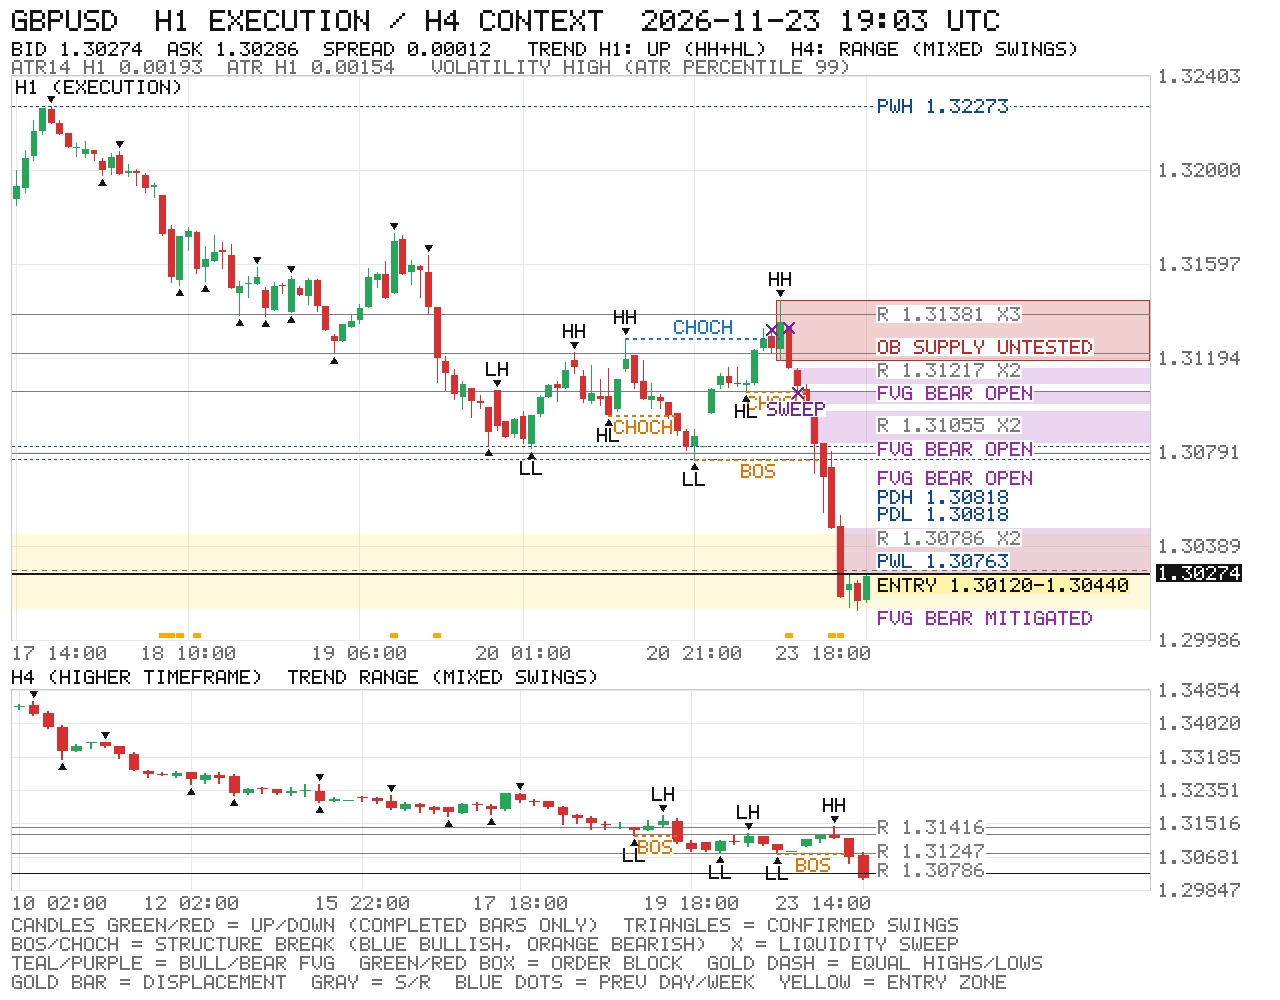 GBPUSD  H1 EXECUTION / H4 CONTEXT  2026-11-23 19:03 UTC
BID 1.30274  ASK 1.30286  SPREAD 0.00012  TREND H1: UP (HH+HL)  H4: RANGE (MIXED SWINGS)
ATR14 H1 0.00193  ATR H1 0.00154  VOLATILITY HIGH (ATR PERCENTILE 99)
1.32403
H1 (EXECUTION)
PWH 1.32273
1.32000
1.31597
HH
R 1.31381 X3
HH
CHOCH
HH
OB SUPPLY UNTESTED
1.31194
LH
R 1.31217 X2
FVG BEAR OPEN
CHOC
HL
SWEEP
HL
CHOCH
R 1.31055 X2
FVG BEAR OPEN
1.30791
LL
BOS
LL
FVG BEAR OPEN
PDH 1.30818
PDL 1.30818
R 1.30786 X2
1.30389
PWL 1.30763
1.30274
ENTRY 1.30120-1.30440
FVG BEAR MITIGATED
1.29986
17 14:00  18 10:00  19 06:00  20 01:00  20 21:00  23 18:00
H4 (HIGHER TIMEFRAME)  TREND RANGE (MIXED SWINGS)
1.34854
1.34020
1.33185
1.32351
LH
LH
HH
1.31516
R 1.31416
BOS
LL
R 1.31247
1.30681
BOS
LL
LL
R 1.30786
1.29847
10 02:00  12 02:00  15 22:00  17 18:00  19 18:00  23 14:00
CANDLES GREEN/RED = UP/DOWN (COMPLETED BARS ONLY)  TRIANGLES = CONFIRMED SWINGS
BOS/CHOCH = STRUCTURE BREAK (BLUE BULLISH, ORANGE BEARISH)  X = LIQUIDITY SWEEP
TEAL/PURPLE = BULL/BEAR FVG  GREEN/RED BOX = ORDER BLOCK  GOLD DASH = EQUAL HIGHS/LOWS
GOLD BAR = DISPLACEMENT  GRAY = S/R  BLUE DOTS = PREV DAY/WEEK  YELLOW = ENTRY ZONE